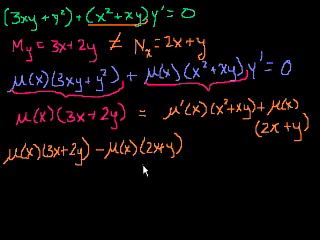 (3xy+y²)+(x²+xy)y'=0
My=3x+2y ≠ Nx=2x+y
μ(x)(3xy+y²)+μ(x)(x²+xy)y'=0
μ(x)(3x+2y) = μ'(x)(x²+xy)+μ(x)
(2x+y)
μ(x)(3x+2y)-μ(x)(2x+y)